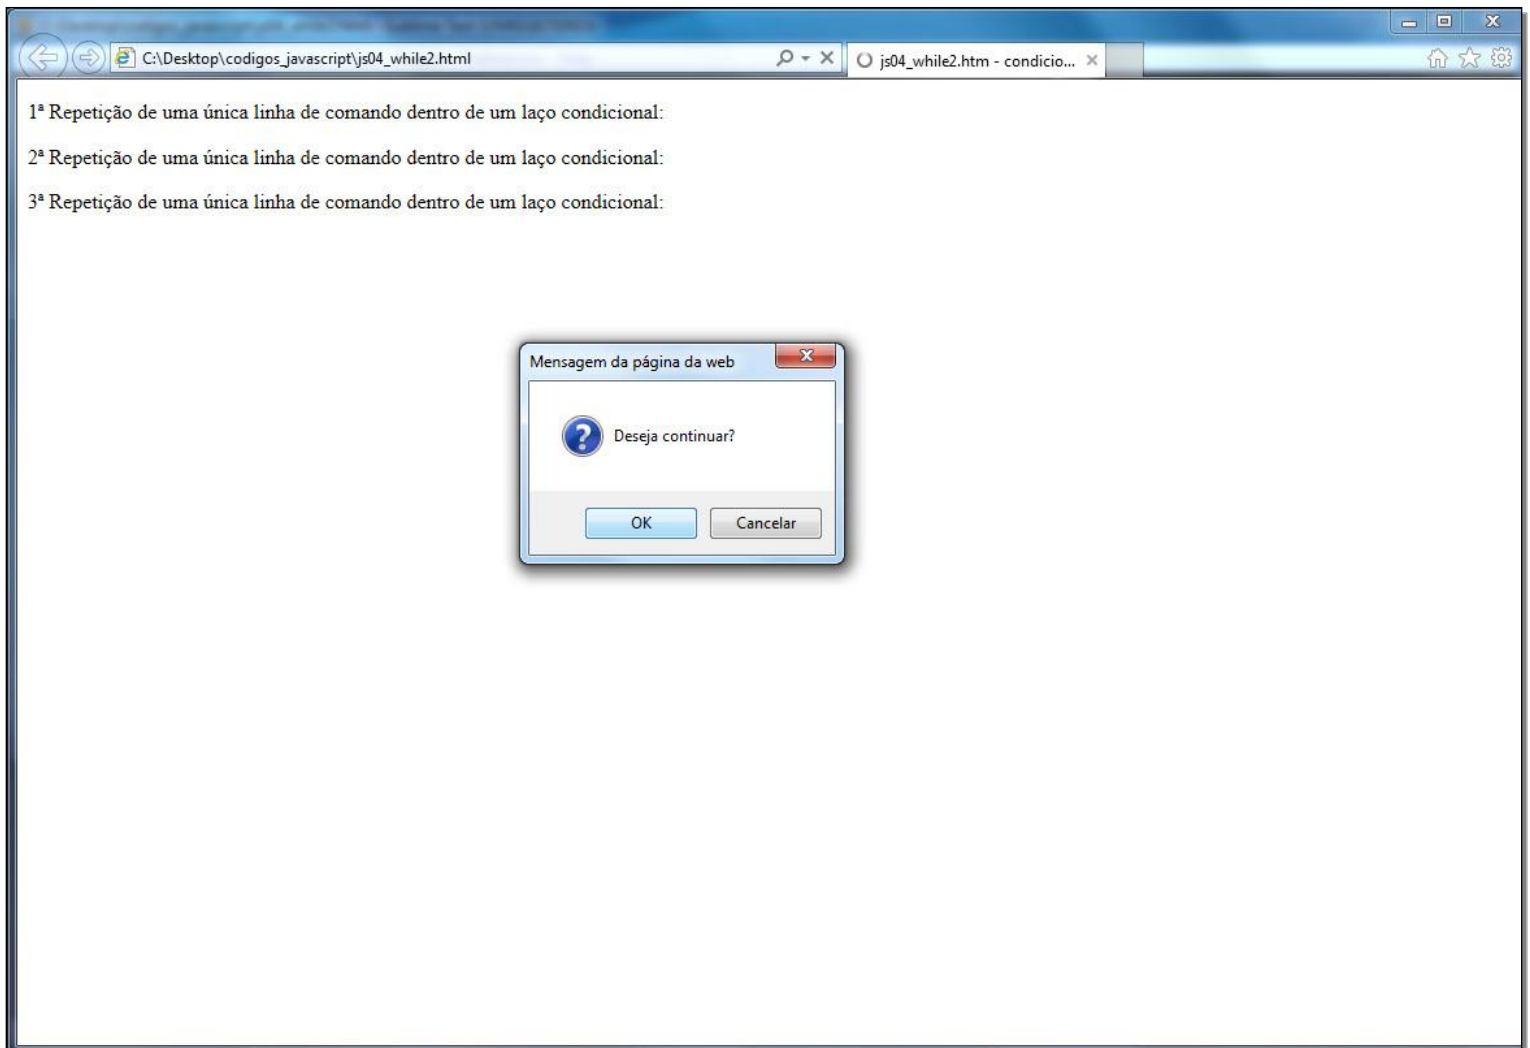 C:\Desktop\codigos_javascript\js04_while2.html
js04_while2.htm - condicio...
1ª Repetição de uma única linha de comando dentro de um laço condicional:
2ª Repetição de uma única linha de comando dentro de um laço condicional:
3ª Repetição de uma única linha de comando dentro de um laço condicional:
Mensagem da página da web
Deseja continuar?
OK
Cancelar